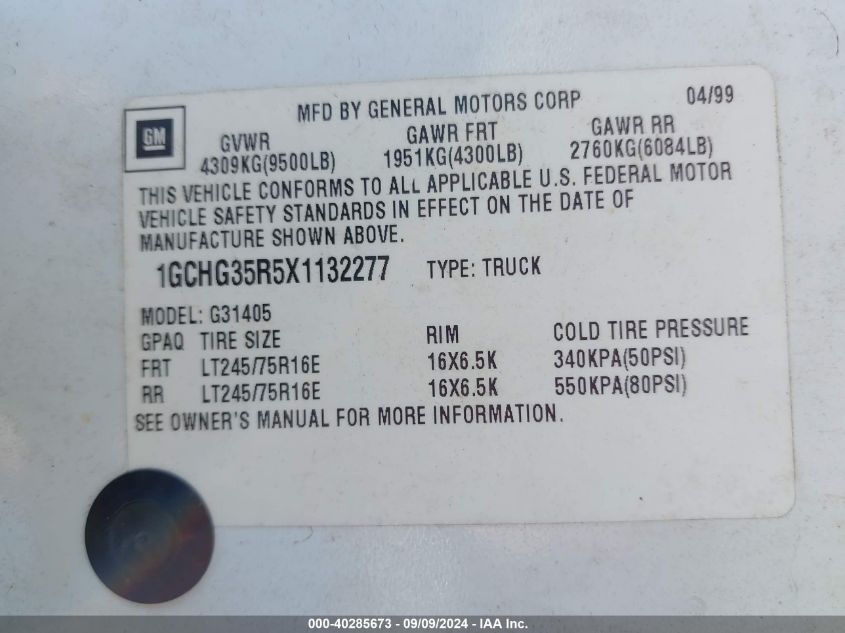 MFD BY GENERAL MOTORS CORP 04/99
GM
GVWR GAWR FRT GAWR RR
4309KG(9500LB) 1951KG(4300LB) 2760KG(6084LB)
THIS VEHICLE CONFORMS TO ALL APPLICABLE U.S. FEDERAL MOTOR
VEHICLE SAFETY STANDARDS IN EFFECT ON THE DATE OF
MANUFACTURE SHOWN ABOVE.
1GCHG35R5X1132277 TYPE: TRUCK
MODEL: G31405
GPAQ TIRE SIZE RIM COLD TIRE PRESSURE
FRT LT245/75R16E 16X6.5K 340KPA(50PSI)
RR LT245/75R16E 16X6.5K 550KPA(80PSI)
SEE OWNER'S MANUAL FOR MORE INFORMATION.
000-40285673 - 09/09/2024 - IAA Inc.